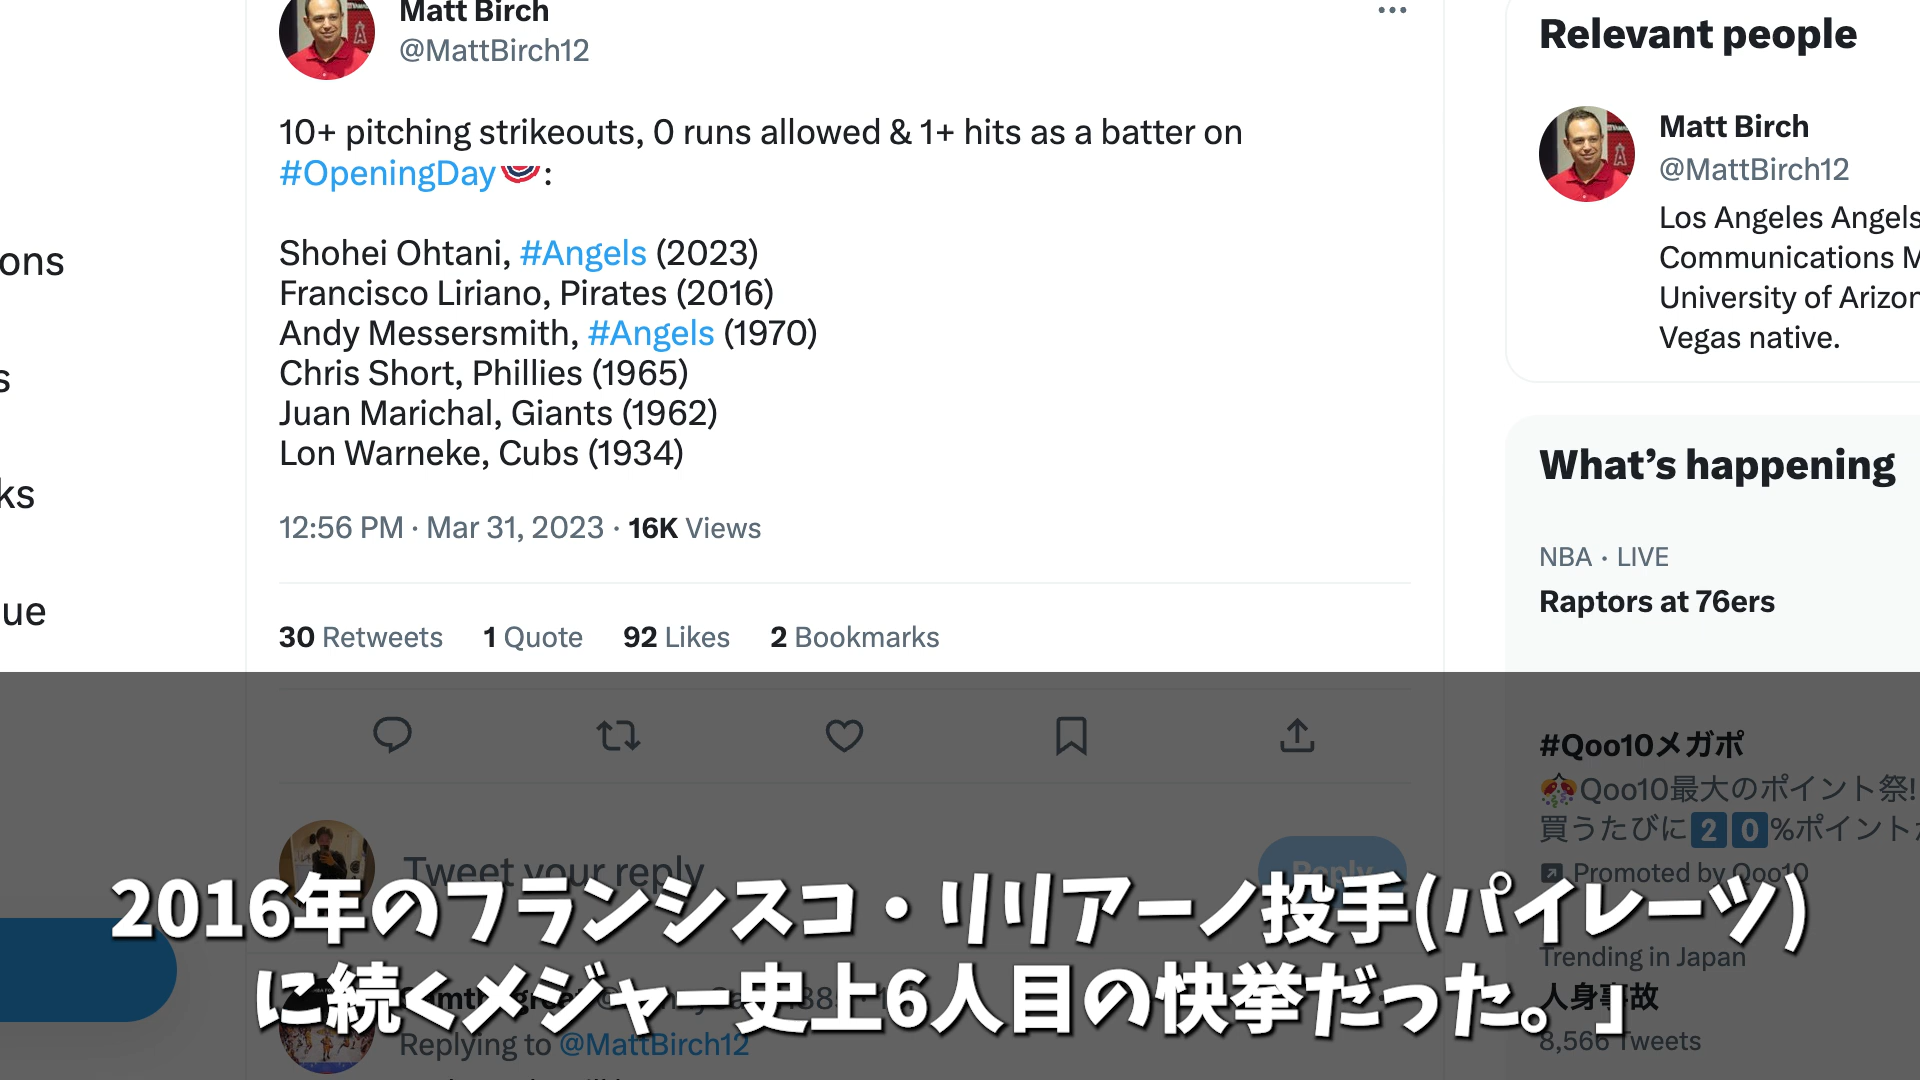 Matt Birch
@MattBirch12
10+ pitching strikeouts, 0 runs allowed & 1+ hits as a batter on
#OpeningDay:
Shohei Ohtani, #Angels (2023)
Francisco Liriano, Pirates (2016)
Andy Messersmith, #Angels (1970)
Chris Short, Phillies (1965)
Juan Marichal, Giants (1962)
Lon Warneke, Cubs (1934)
12:56 PM · Mar 31, 2023 · 16K Views
30 Retweets 1 Quote 92 Likes 2 Bookmarks
Tweet your reply
Reply
Replying to @MattBirch12
ons
s
ks
ue
Relevant people
Matt Birch
@MattBirch12
Los Angeles Angels
Communications M
University of Arizon
Vegas native.
What's happening
NBA · LIVE
Raptors at 76ers
#Qoo10メガポ
Qoo10最大のポイント祭!
買うたびに20%ポイント
Promoted by Qoo10
Trending in Japan
人身事故
8,566 Tweets
2016年のフランシスコ・リリアーノ投手(パイレーツ)
に続くメジャー史上6人目の快挙だった。」